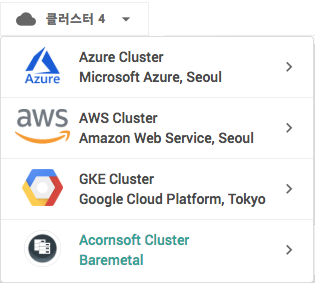 클러스터 4
Azure
Azure Cluster
Microsoft Azure, Seoul
aws
AWS Cluster
Amazon Web Service, Seoul
GKE Cluster
Google Cloud Platform, Tokyo
Acornsoft Cluster
Baremetal